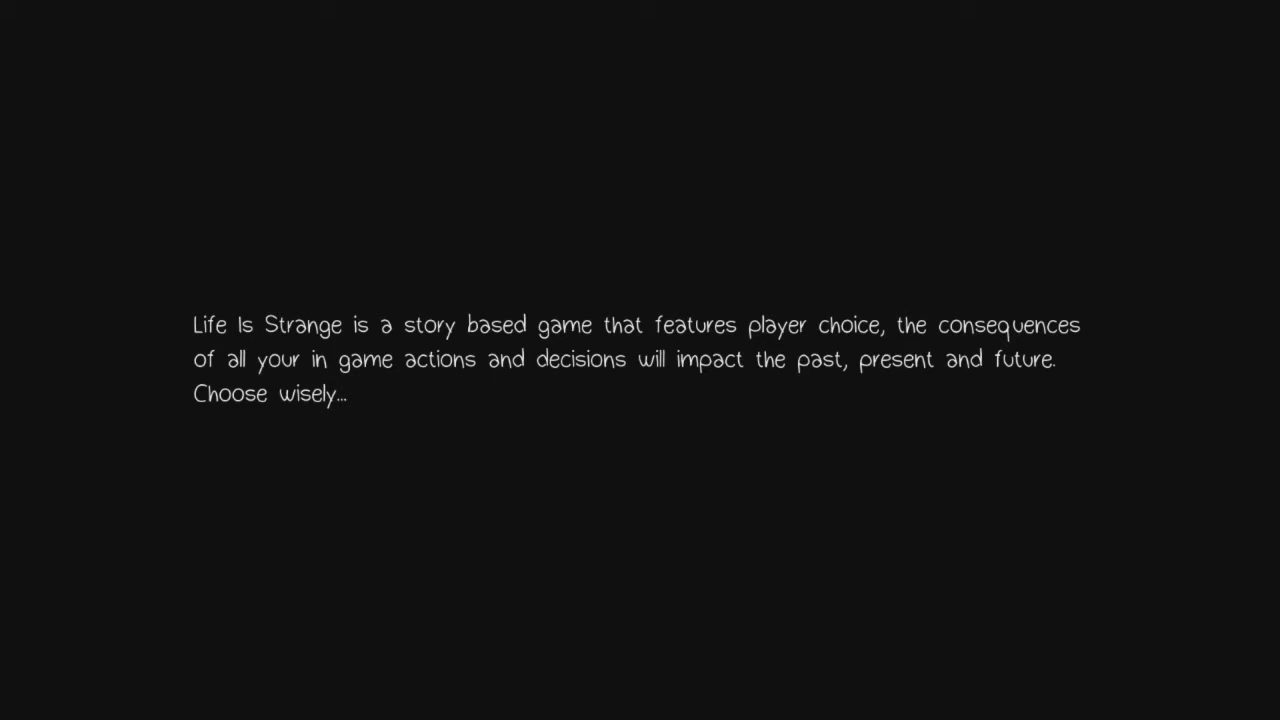 Life Is Strange is a story based game that features player choice, the consequences
of all your in game actions and decisions will impact the past, present and future.
Choose wisely...